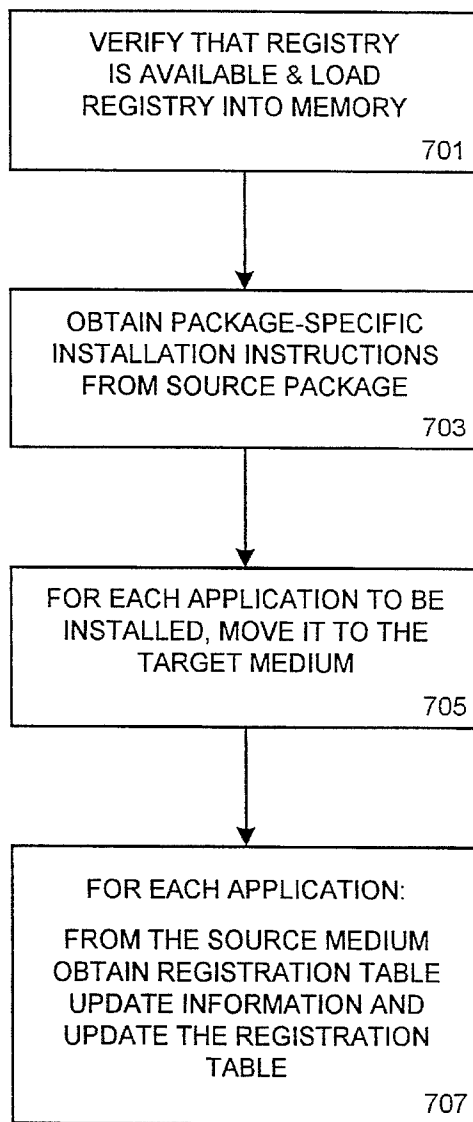 VERIFY THAT REGISTRY
IS AVAILABLE & LOAD
REGISTRY INTO MEMORY
701
OBTAIN PACKAGE-SPECIFIC
INSTALLATION INSTRUCTIONS
FROM SOURCE PACKAGE
703
FOR EACH APPLICATION TO BE
INSTALLED, MOVE IT TO THE
TARGET MEDIUM
705
FOR EACH APPLICATION:
FROM THE SOURCE MEDIUM
OBTAIN REGISTRATION TABLE
UPDATE INFORMATION AND
UPDATE THE REGISTRATION
TABLE
707